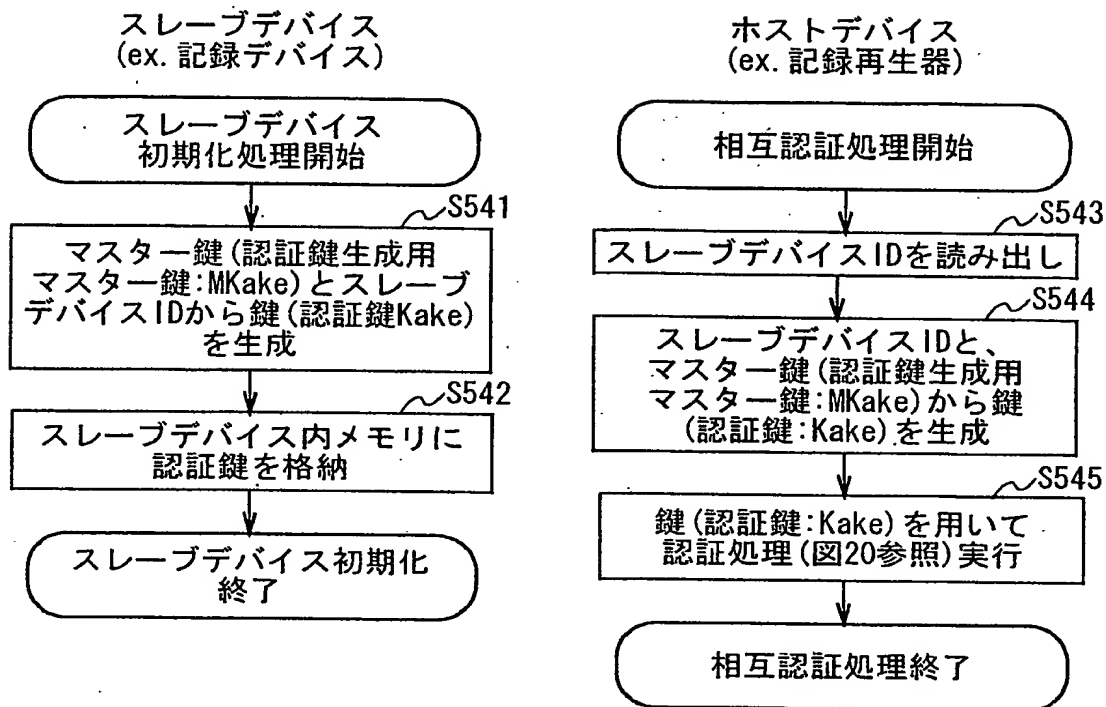 スレーブデバイス
(ex.記録デバイス)
スレーブデバイス
初期化処理開始
S541
マスター鍵(認証鍵生成用
マスター鍵:MKake)とスレーブ
デバイスIDから鍵(認証鍵Kake)
を生成
S542
スレーブデバイス内メモリに
認証鍵を格納
スレーブデバイス初期化
終了
ホストデバイス
(ex.記録再生器)
相互認証処理開始
S543
スレーブデバイスIDを読み出し
S544
スレーブデバイスIDと、
マスター鍵(認証鍵生成用
マスター鍵:MKake)から鍵
(認証鍵:Kake)を生成
S545
鍵(認証鍵:Kake)を用いて
認証処理(図20参照)実行
相互認証処理終了